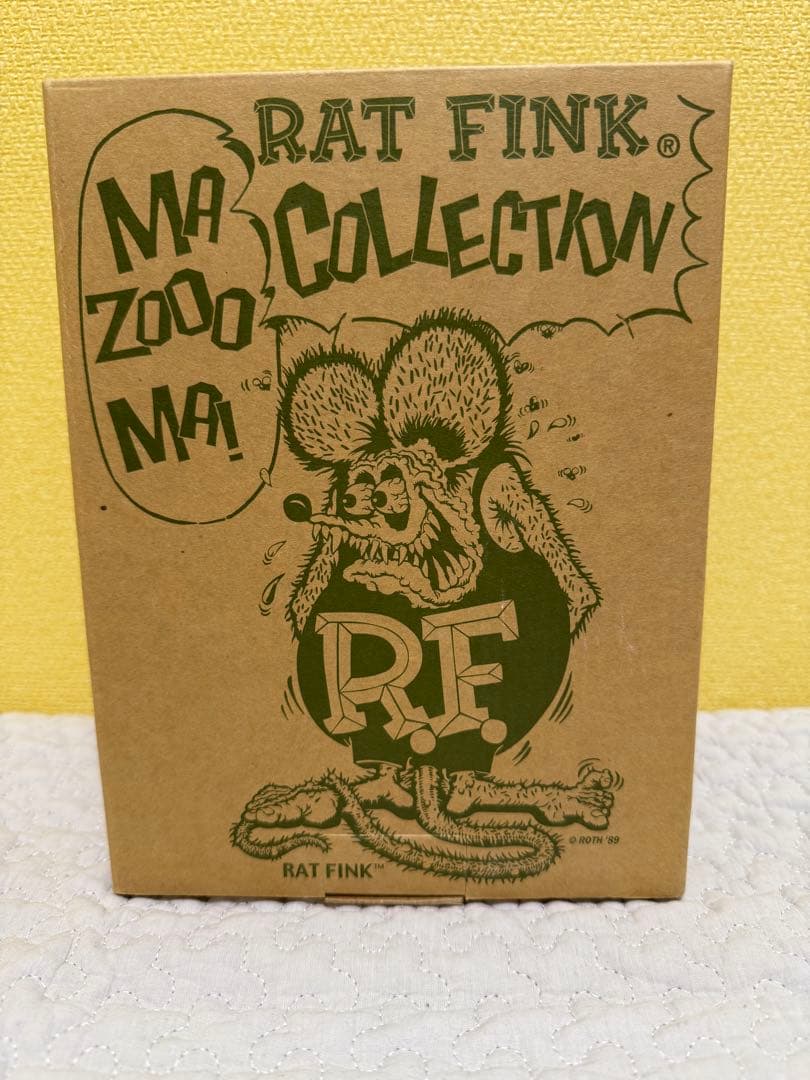 RAT FINK®
COLLECTION
MA
ZOOO
MA!
R.F.
© ROTH '89
RAT FINK™